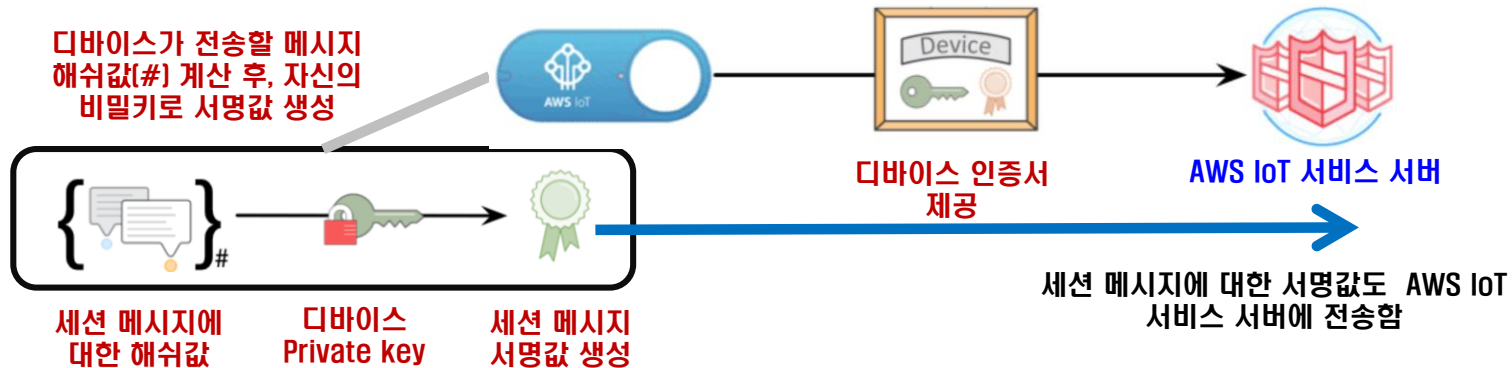 디바이스가 전송할 메시지
해쉬값(#) 계산 후, 자신의
비밀키로 서명값 생성
AWS IoT
Device
디바이스 인증서
제공
AWS IoT 서비스 서버
#
세션 메시지에
대한 해쉬값
디바이스
Private key
세션 메시지
서명값 생성
세션 메시지에 대한 서명값도 AWS IoT
서비스 서버에 전송함